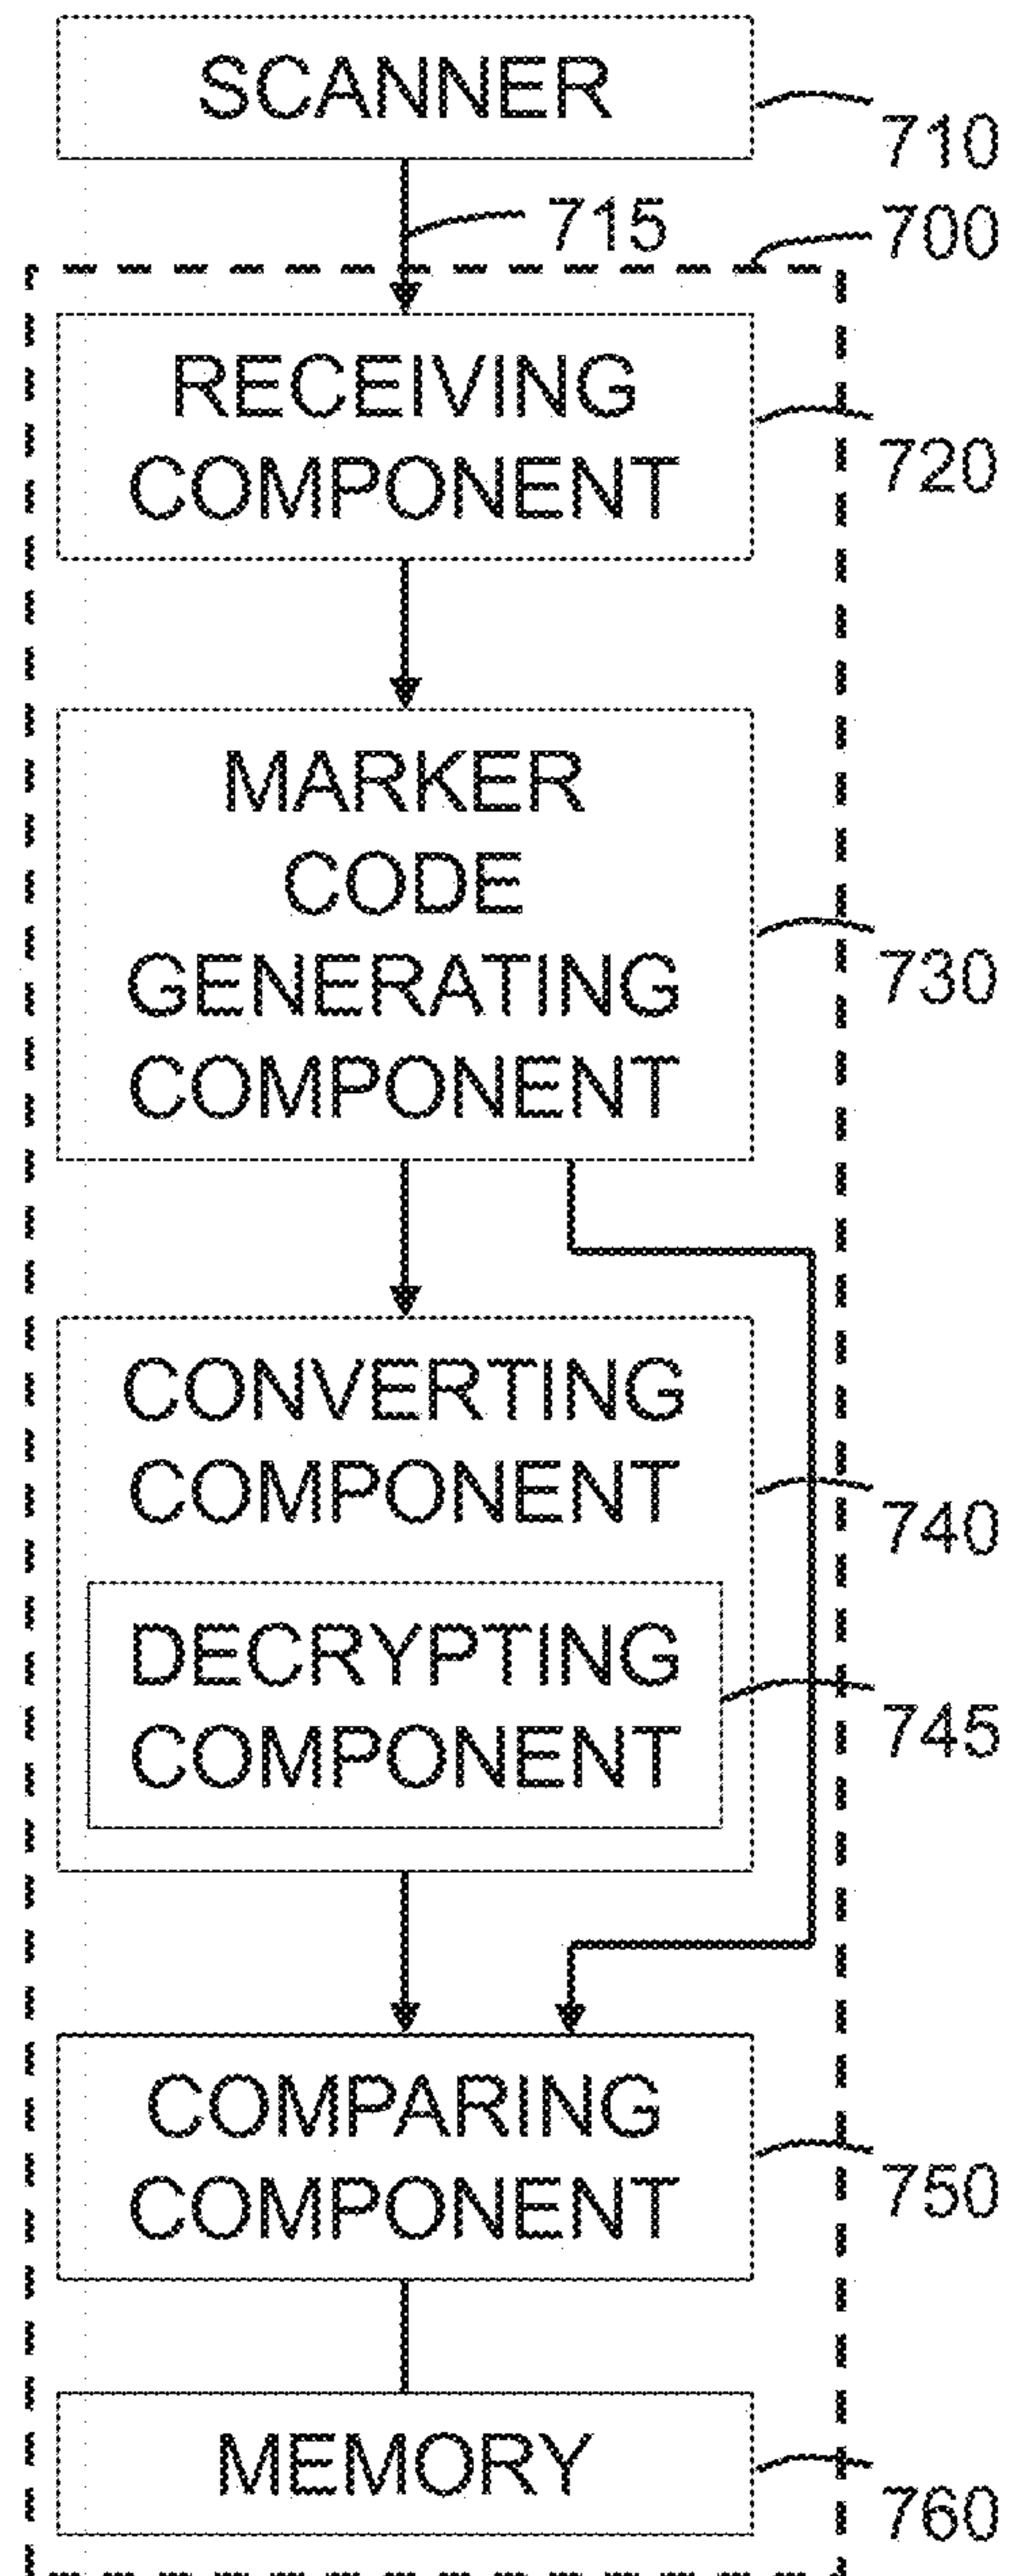 SCANNER
710
715
700
RECEIVING
COMPONENT
720
MARKER
CODE
GENERATING
COMPONENT
730
CONVERTING
COMPONENT
740
DECRYPTING
COMPONENT
745
COMPARING
COMPONENT
750
MEMORY
760